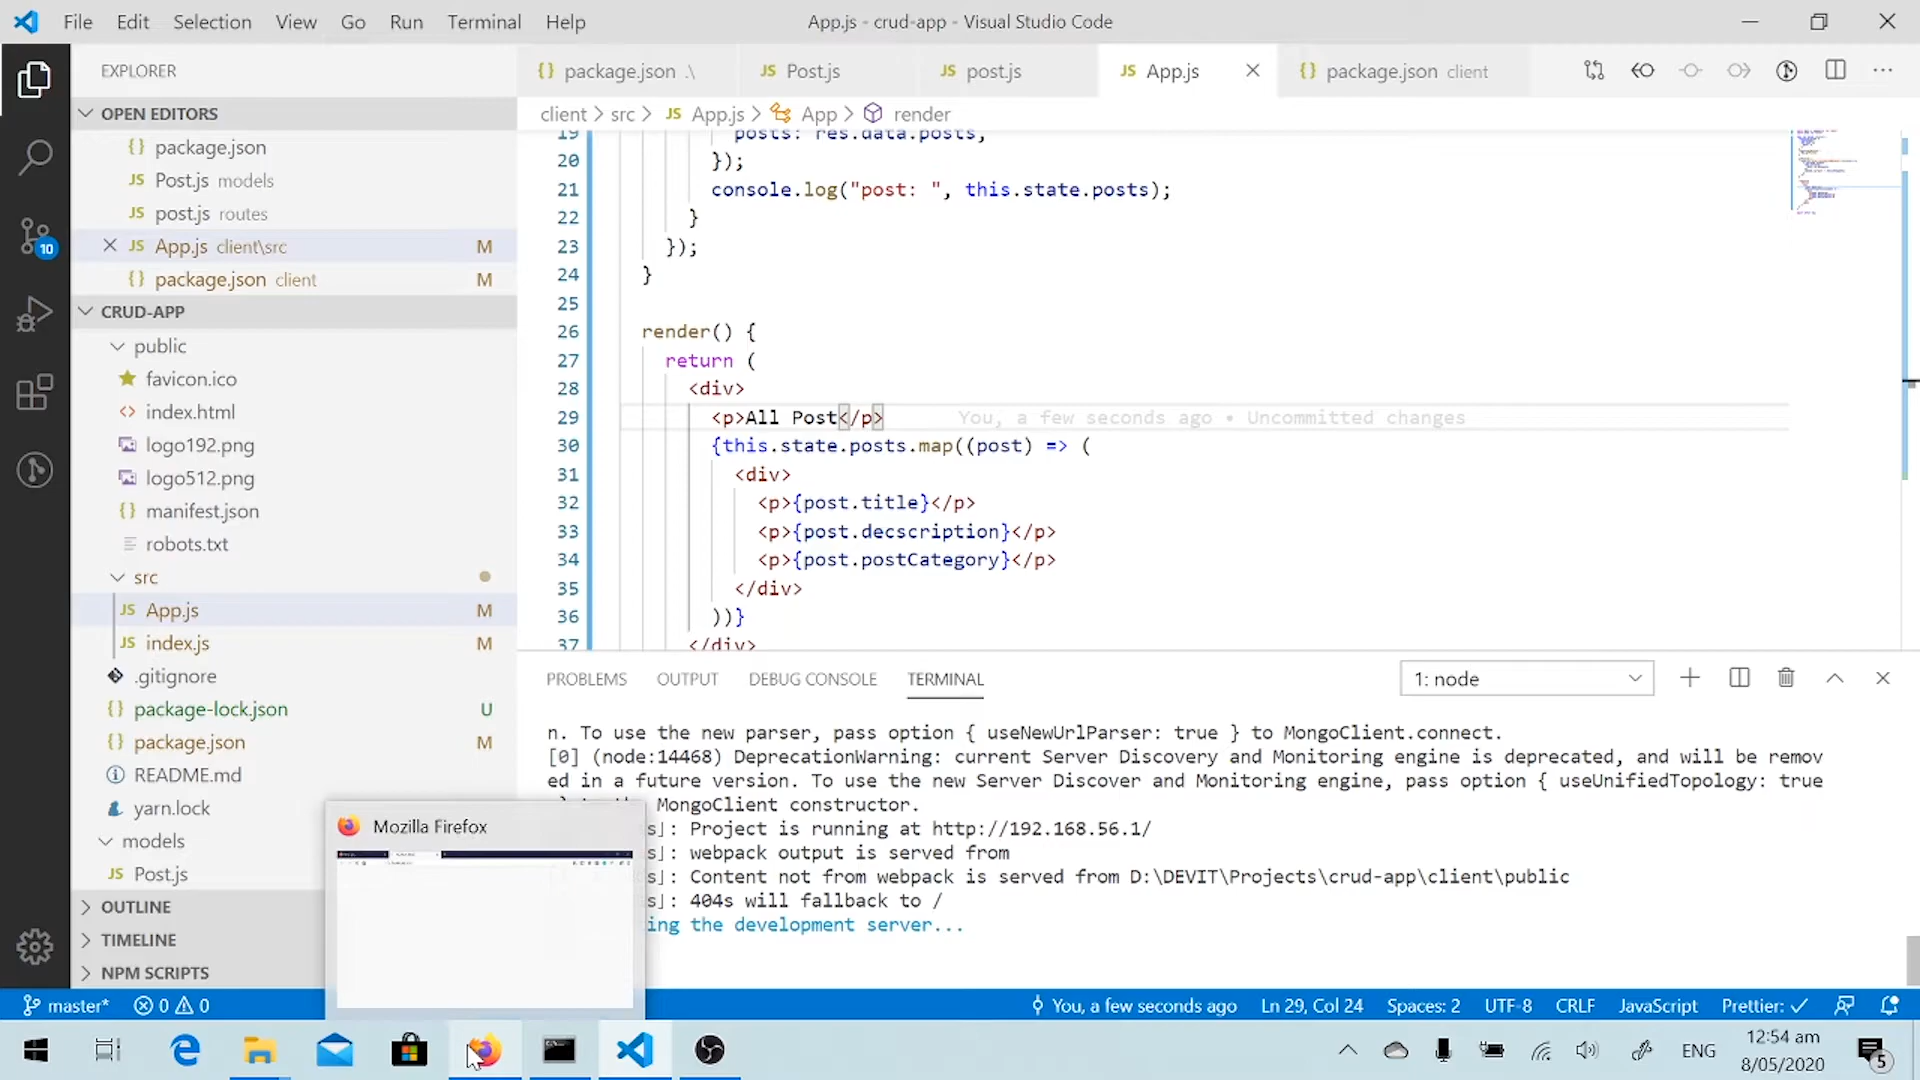 File Edit Selection View Go Run Terminal Help
App.js - crud-app - Visual Studio Code
EXPLORER
{} package.json .\
JS Post.js
JS post.js
JS App.js
{} package.json client
OPEN EDITORS
client > src > JS App.js > App > render
{} package.json
JS Post.js models
JS post.js routes
JS App.js client\src M
{} package.json client M
CRUD-APP
public
favicon.ico
<> index.html
logo192.png
logo512.png
{} manifest.json
robots.txt
src
JS App.js M
JS index.js M
.gitignore
{} package-lock.json U
{} package.json M
README.md
yarn.lock
models
JS Post.js
OUTLINE
TIMELINE
NPM SCRIPTS
10
19 posts: res.data.posts,
20 });
21 console.log("post: ", this.state.posts);
22 }
23 });
24 }
25
26 render() {
27 return (
28 <div>
29 <p>All Post</p> You, a few seconds ago • Uncommitted changes
30 {this.state.posts.map((post) => (
31 <div>
32 <p>{post.title}</p>
33 <p>{post.decscription}</p>
34 <p>{post.postCategory}</p>
35 </div>
36 ))}
37 </div>
PROBLEMS OUTPUT DEBUG CONSOLE TERMINAL
1: node
n. To use the new parser, pass option { useNewUrlParser: true } to MongoClient.connect.
[0] (node:14468) DeprecationWarning: current Server Discovery and Monitoring engine is deprecated, and will be remov
ed in a future version. To use the new Server Discover and Monitoring engine, pass option { useUnifiedTopology: true
MongoClient constructor.
s]: Project is running at http://192.168.56.1/
s]: webpack output is served from
s]: Content not from webpack is served from D:\DEVIT\Projects\crud-app\client\public
s]: 404s will fallback to /
ing the development server...
Mozilla Firefox
master* 0 0
You, a few seconds ago Ln 29, Col 24 Spaces: 2 UTF-8 CRLF JavaScript Prettier: ✓
ENG
12:54 am
8/05/2020
5